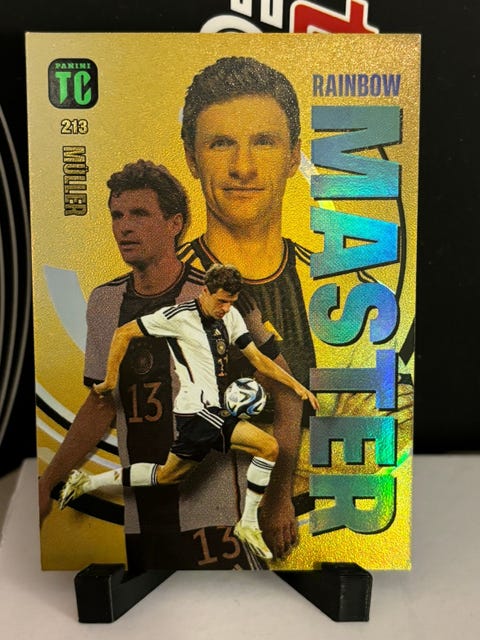 PANINI
TC
213
MÜLLER
RAINBOW
MASTER
13
13